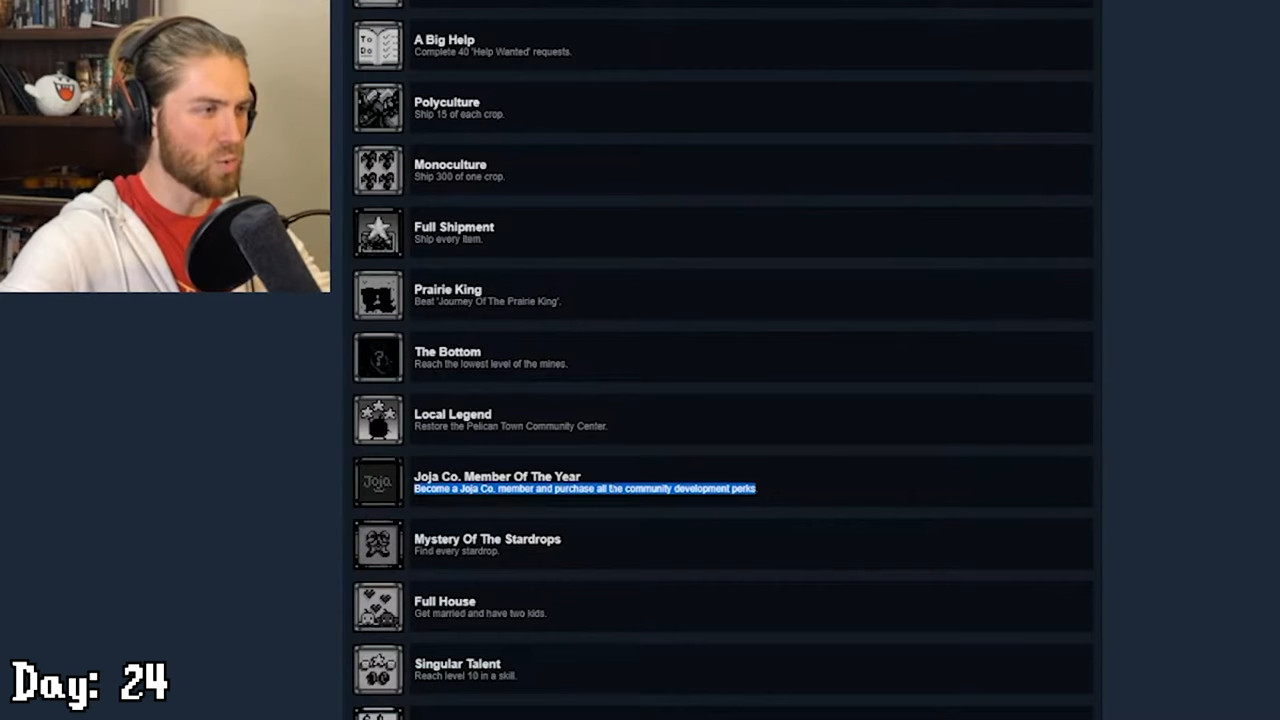 To
Do
A Big Help
Complete 40 'Help Wanted' requests.
Polyculture
Ship 15 of each crop.
Monoculture
Ship 300 of one crop.
Full Shipment
Ship every item.
Prairie King
Beat 'Journey Of The Prairie King'.
?
The Bottom
Reach the lowest level of the mines.
Local Legend
Restore the Pelican Town Community Center.
Joja
Joja Co. Member Of The Year
Become a Joja Co. member and purchase all the community development perks.
Mystery Of The Stardrops
Find every stardrop.
Full House
Get married and have two kids.
Singular Talent
Reach level 10 in a skill.
Day: 24